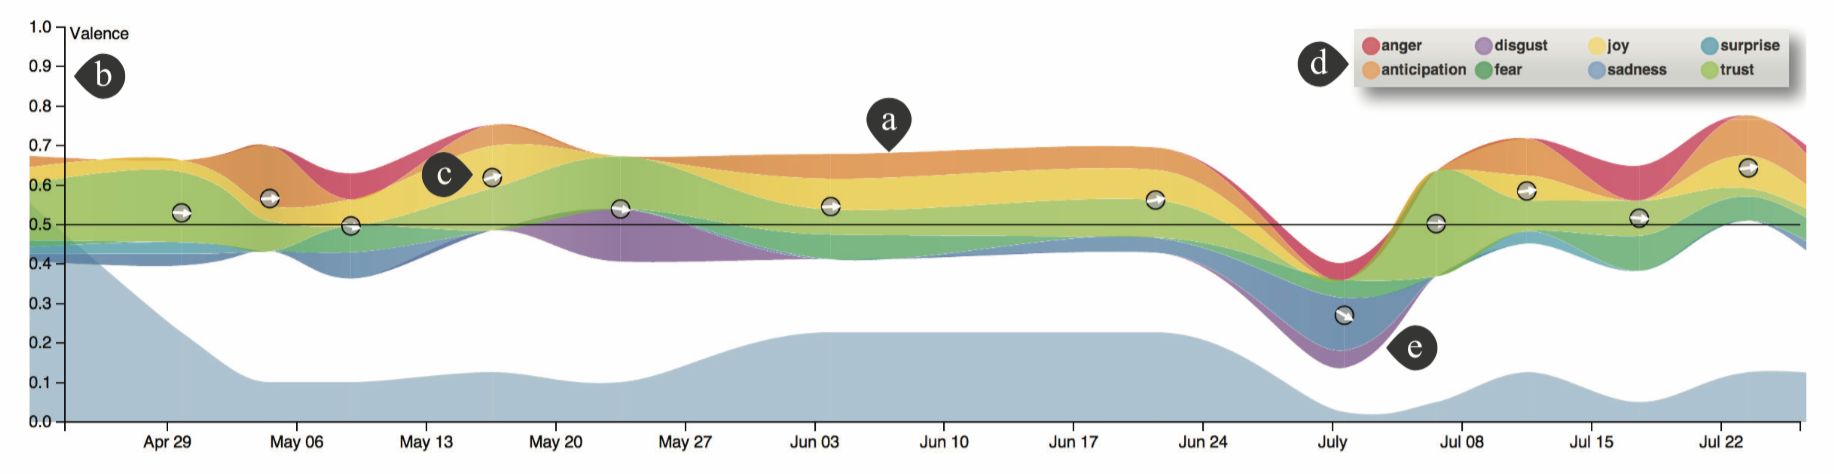 1.0
Valence
0.9
0.8
0.7
0.6
0.5
0.4
0.3
0.2
0.1
0.0
b
c
a
d
e
anger disgust joy surprise
anticipation fear sadness trust
Apr 29 May 06 May 13 May 20 May 27 Jun 03 Jun 10 Jun 17 Jun 24 July Jul 08 Jul 15 Jul 22